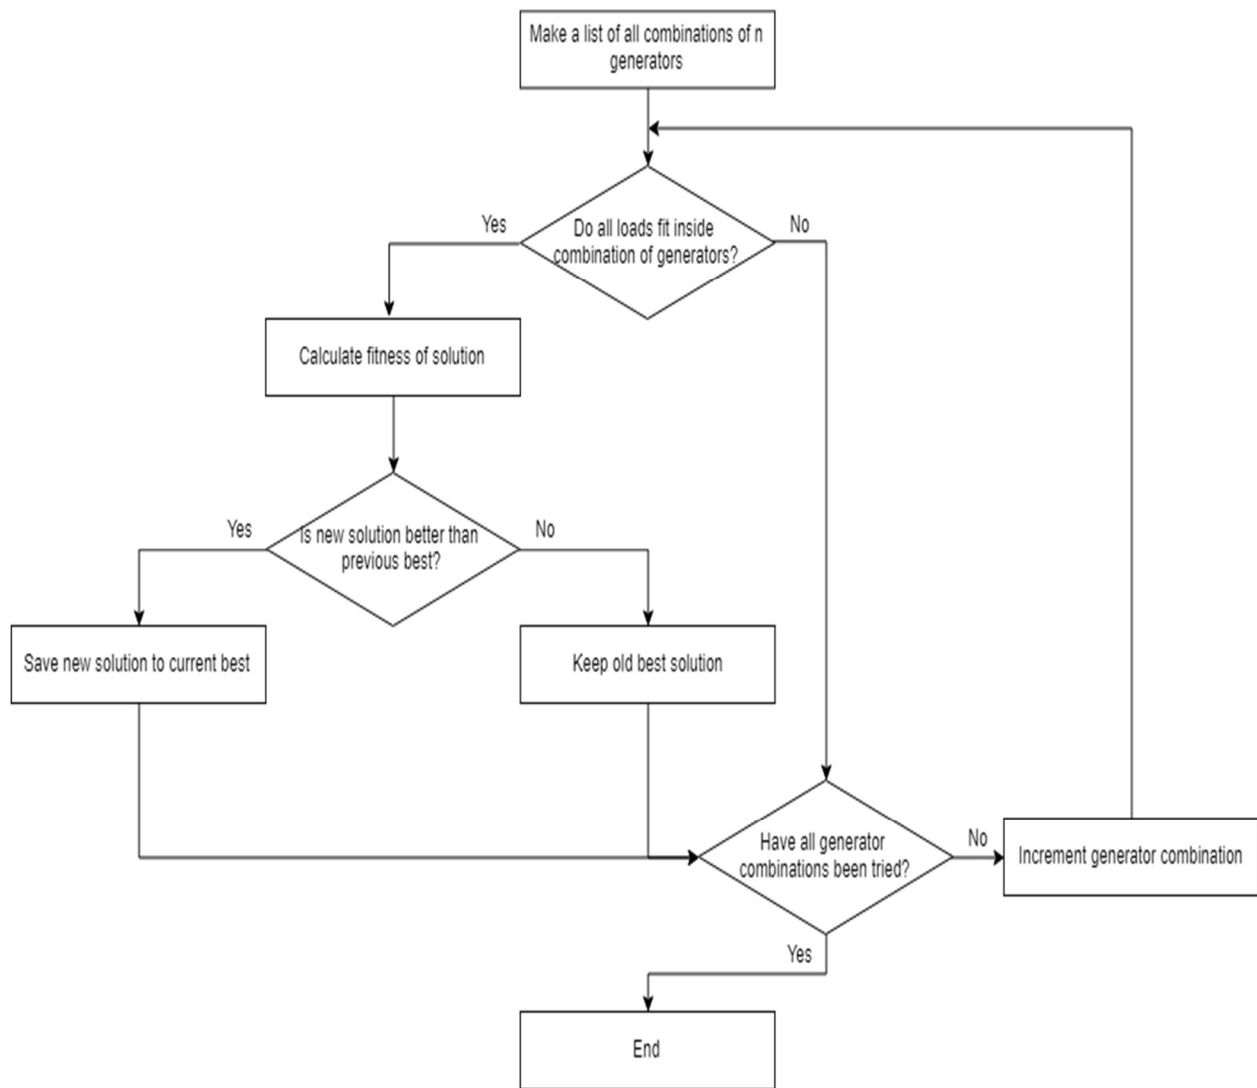 Make a list of all combinations of n
generators
Yes
No
Do all loads fit inside
combination of generators?
Calculate fitness of solution
Yes
No
Is new solution better than
previous best?
Save new solution to current best
Keep old best solution
Have all generator
combinations been tried?
No
Increment generator combination
Yes
End